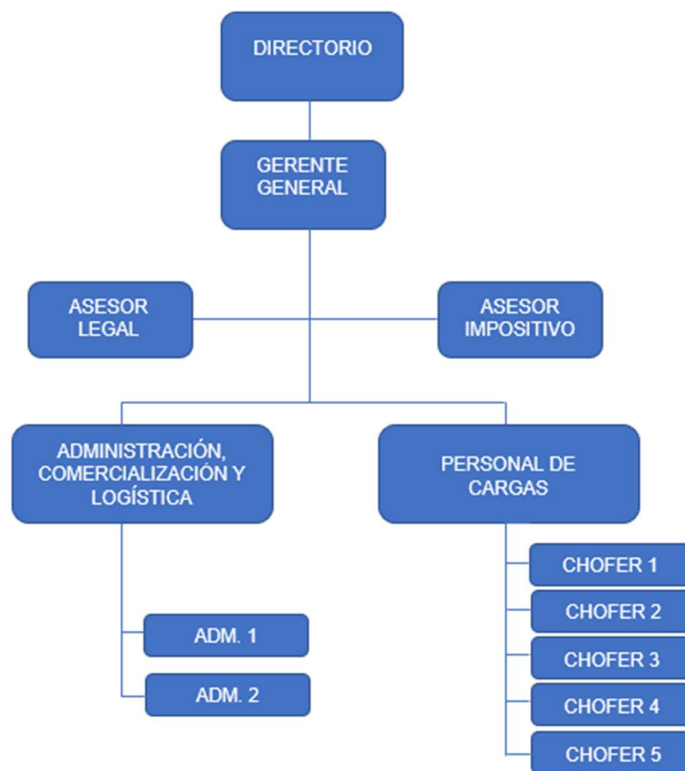 DIRECTORIO
GERENTE
GENERAL
ASESOR
LEGAL
ASESOR
IMPOSITIVO
ADMINISTRACIÓN,
COMERCIALIZACIÓN Y
LOGÍSTICA
PERSONAL DE
CARGAS
ADM. 1
ADM. 2
CHOFER 1
CHOFER 2
CHOFER 3
CHOFER 4
CHOFER 5